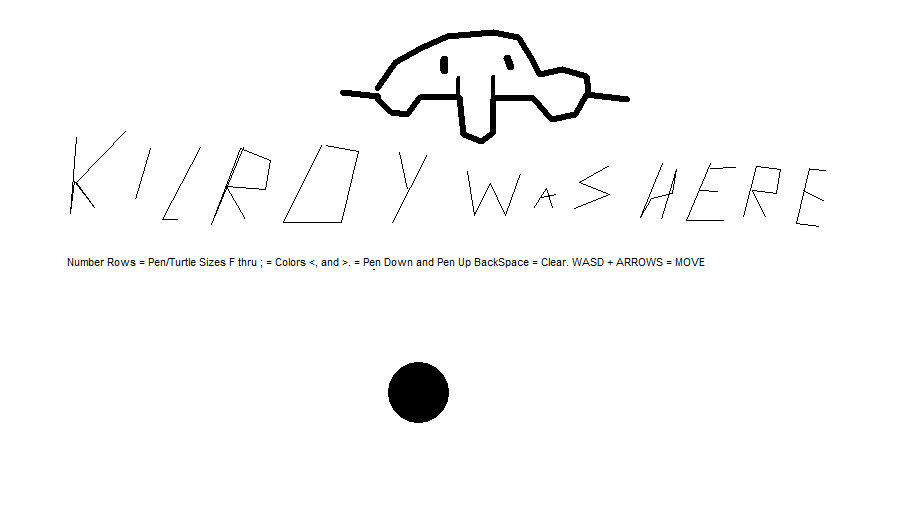 KILROY WAS HERE
Number Rows = Pen/Turtle Sizes F thru ; = Colors <, and >. = Pen Down and Pen Up BackSpace = Clear. WASD + ARROWS = MOVE